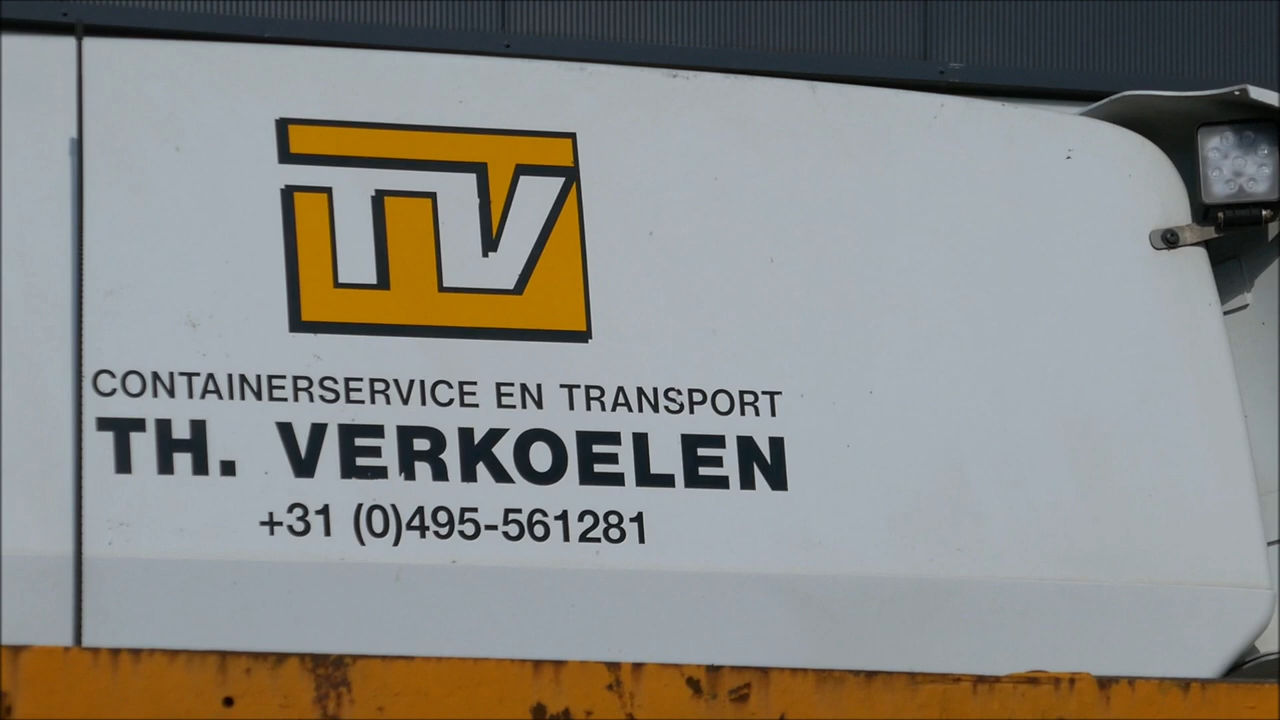 TV
CONTAINERSERVICE EN TRANSPORT
TH. VERKOELEN
+31 (0)495-561281